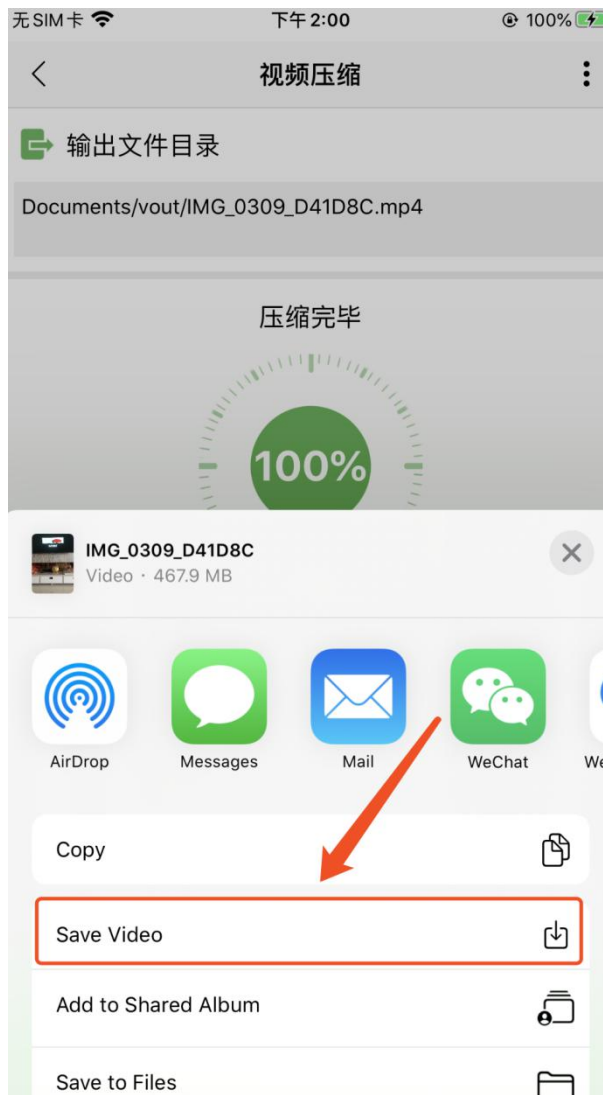 无SIM卡 下午2:00 100%
视频压缩
输出文件目录
Documents/vout/IMG_0309_D41D8C.mp4
压缩完毕
100%
IMG_0309_D41D8C
Video · 467.9 MB
AirDrop Messages Mail WeChat We
Copy
Save Video
Add to Shared Album
Save to Files